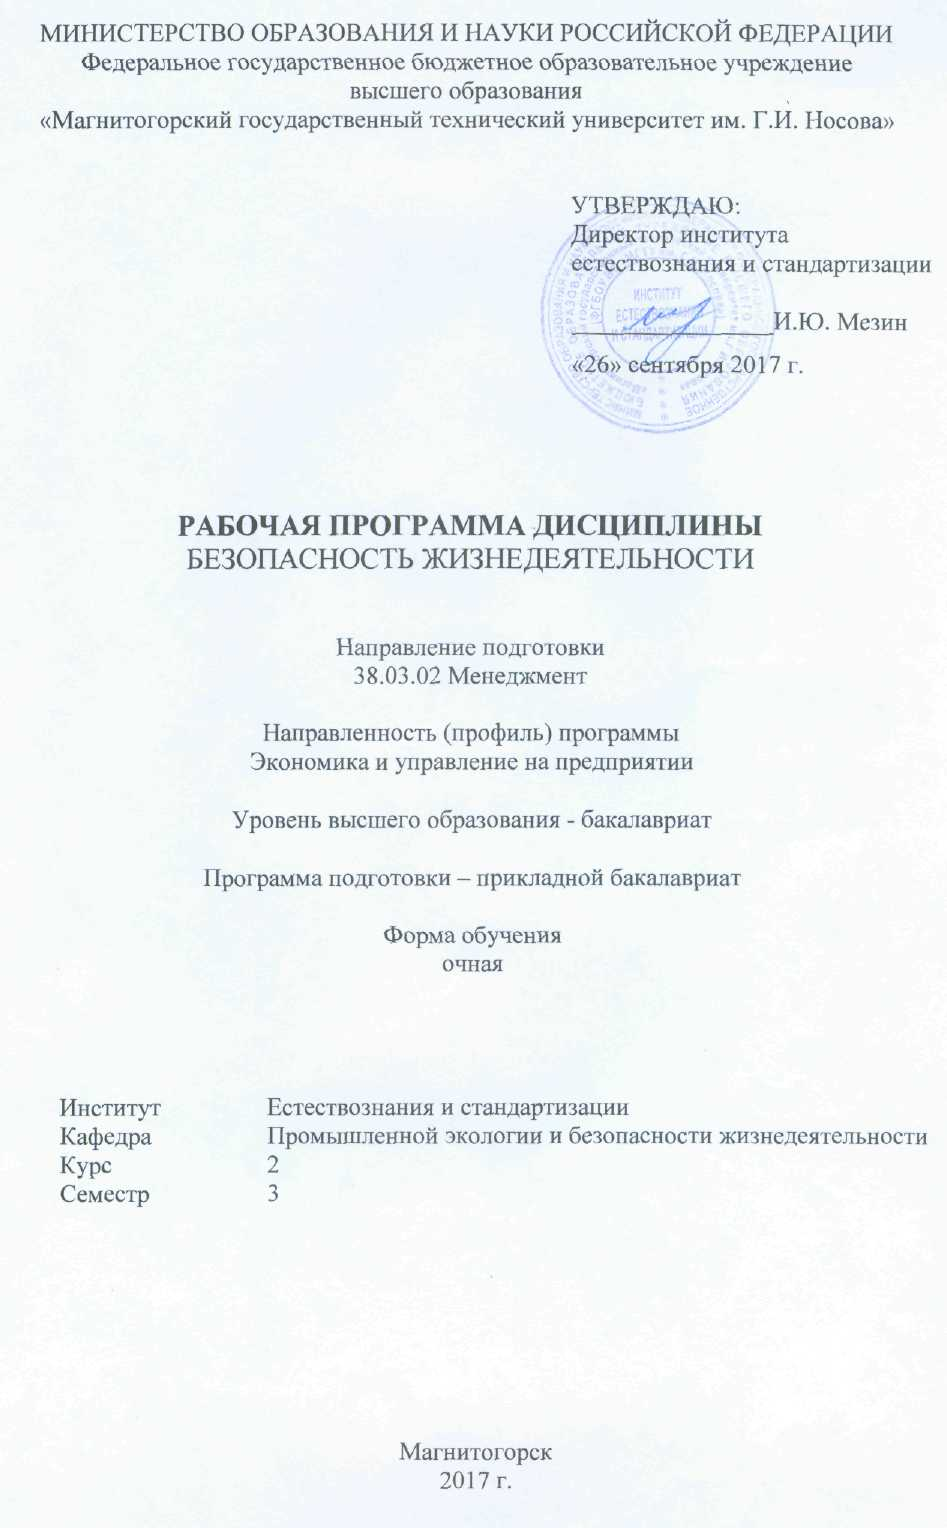 МИНИСТЕРСТВО ОБРАЗОВАНИЯ И НАУКИ РОССИЙСКОЙ ФЕДЕРАЦИИ
Федеральное государственное бюджетное образовательное учреждение
высшего образования
«Магнитогорский государственный технический университет им. Г.И. Носова»
УТВЕРЖДАЮ:
Директор института
естествознания и стандартизации
ИНСТИТУТ
ЕСТЕСТВОЗНАНИЯ
И СТАНДАРТИЗАЦИИ
И.Ю. Мезин
«26» сентября 2017 г.
РАБОЧАЯ ПРОГРАММА ДИСЦИПЛИНЫ
БЕЗОПАСНОСТЬ ЖИЗНЕДЕЯТЕЛЬНОСТИ
Направление подготовки
38.03.02 Менеджмент
Направленность (профиль) программы
Экономика и управление на предприятии
Уровень высшего образования - бакалавриат
Программа подготовки – прикладной бакалавриат
Форма обучения
очная
Институт Естествознания и стандартизации
Кафедра Промышленной экологии и безопасности жизнедеятельности
Курс 2
Семестр 3
Магнитогорск
2017 г.